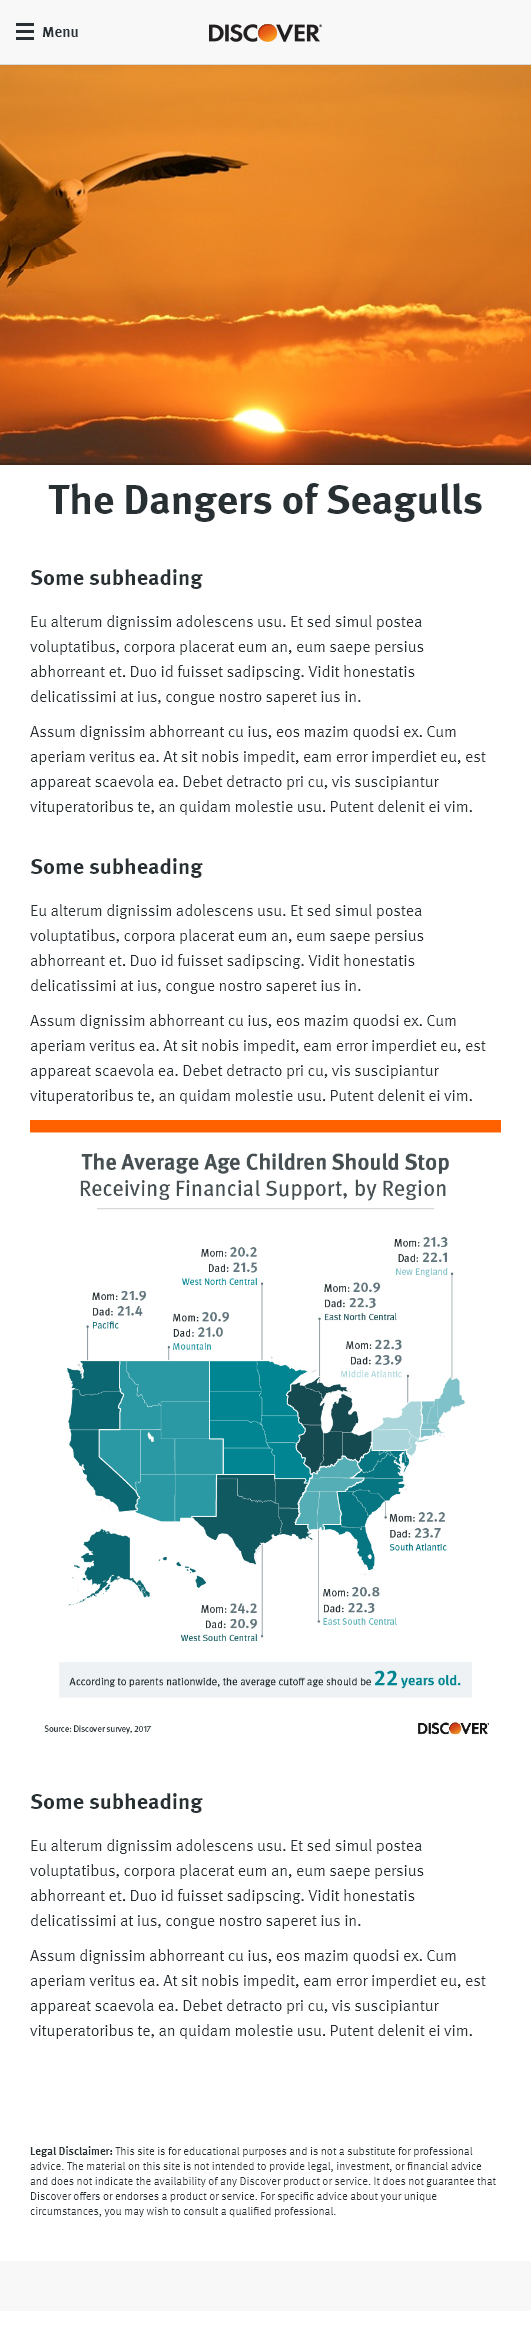 Menu
DISCOVER
The Dangers of Seagulls
Some subheading
Eu alterum dignissim adolescens usu. Et sed simul postea
voluptatibus, corpora placerat eum an, eum saepe persius
abhorreant et. Duo id fuisset sadipscing. Vidit honestatis
delicatissimi at ius, congue nostro saperet ius in.
Assum dignissim abhorreant cu ius, eos mazim quodsi ex. Cum
aperiam veritus ea. At sit nobis impedit, eam error imperdiet eu, est
appareat scaevola ea. Debet detracto pri cu, vis suscipiantur
vituperatoribus te, an quidam molestie usu. Putent delenit ei vim.
Some subheading
Eu alterum dignissim adolescens usu. Et sed simul postea
voluptatibus, corpora placerat eum an, eum saepe persius
abhorreant et. Duo id fuisset sadipscing. Vidit honestatis
delicatissimi at ius, congue nostro saperet ius in.
Assum dignissim abhorreant cu ius, eos mazim quodsi ex. Cum
aperiam veritus ea. At sit nobis impedit, eam error imperdiet eu, est
appareat scaevola ea. Debet detracto pri cu, vis suscipiantur
vituperatoribus te, an quidam molestie usu. Putent delenit ei vim.
The Average Age Children Should Stop
Receiving Financial Support, by Region
Mom: 21.3
Dad: 22.1
New England
Mom: 20.2
Dad: 21.5
West North Central
Mom: 20.9
Dad: 22.3
East North Central
Mom: 21.9
Dad: 21.4
Pacific
Mom: 20.9
Dad: 21.0
Mountain
Mom: 22.3
Dad: 23.9
Middle Atlantic
Mom: 22.2
Dad: 23.7
South Atlantic
Mom: 20.8
Dad: 22.3
East South Central
Mom: 24.2
Dad: 20.9
West South Central
According to parents nationwide, the average cutoff age should be 22 years old.
Source: Discover survey, 2017
DISCOVER
Some subheading
Eu alterum dignissim adolescens usu. Et sed simul postea
voluptatibus, corpora placerat eum an, eum saepe persius
abhorreant et. Duo id fuisset sadipscing. Vidit honestatis
delicatissimi at ius, congue nostro saperet ius in.
Assum dignissim abhorreant cu ius, eos mazim quodsi ex. Cum
aperiam veritus ea. At sit nobis impedit, eam error imperdiet eu, est
appareat scaevola ea. Debet detracto pri cu, vis suscipiantur
vituperatoribus te, an quidam molestie usu. Putent delenit ei vim.
Legal Disclaimer: This site is for educational purposes and is not a substitute for professional
advice. The material on this site is not intended to provide legal, investment, or financial advice
and does not indicate the availability of any Discover product or service. It does not guarantee that
Discover offers or endorses a product or service. For specific advice about your unique
circumstances, you may wish to consult a qualified professional.